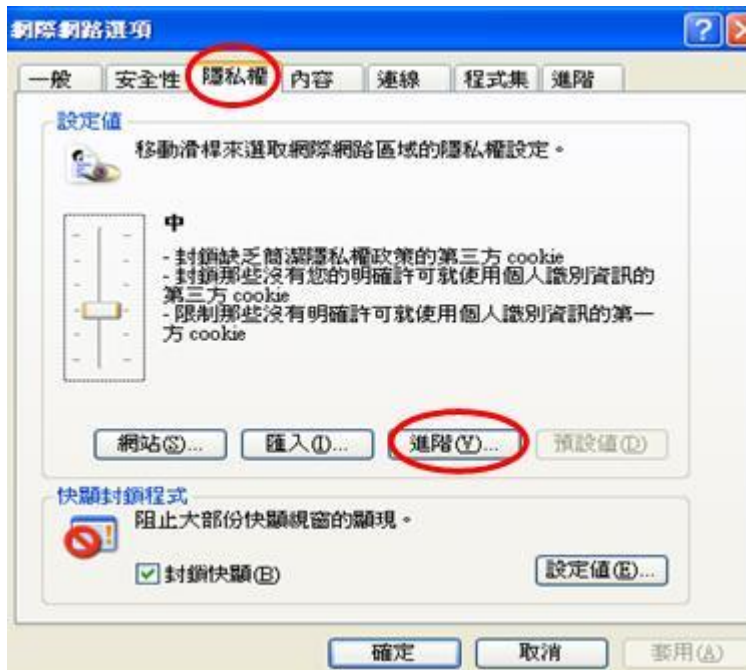 網際網路選項
一般 安全性 隱私權 內容 連線 程式集 進階
設定值
移動滑桿來選取網際網路區域的隱私權設定。
中
- 封鎖缺乏簡潔隱私權政策的第三方 cookie
- 封鎖那些沒有您的明確許可就使用個人識別資訊的
第三方 cookie
- 限制那些沒有明確許可就使用個人識別資訊的第一
方 cookie
網站(S)... 匯入(I)... 進階(V)... 預設值(D)
快顯封鎖程式
阻止大部份快顯視窗的顯現。
封鎖快顯(B)
設定值(E)...
確定 取消 套用(A)